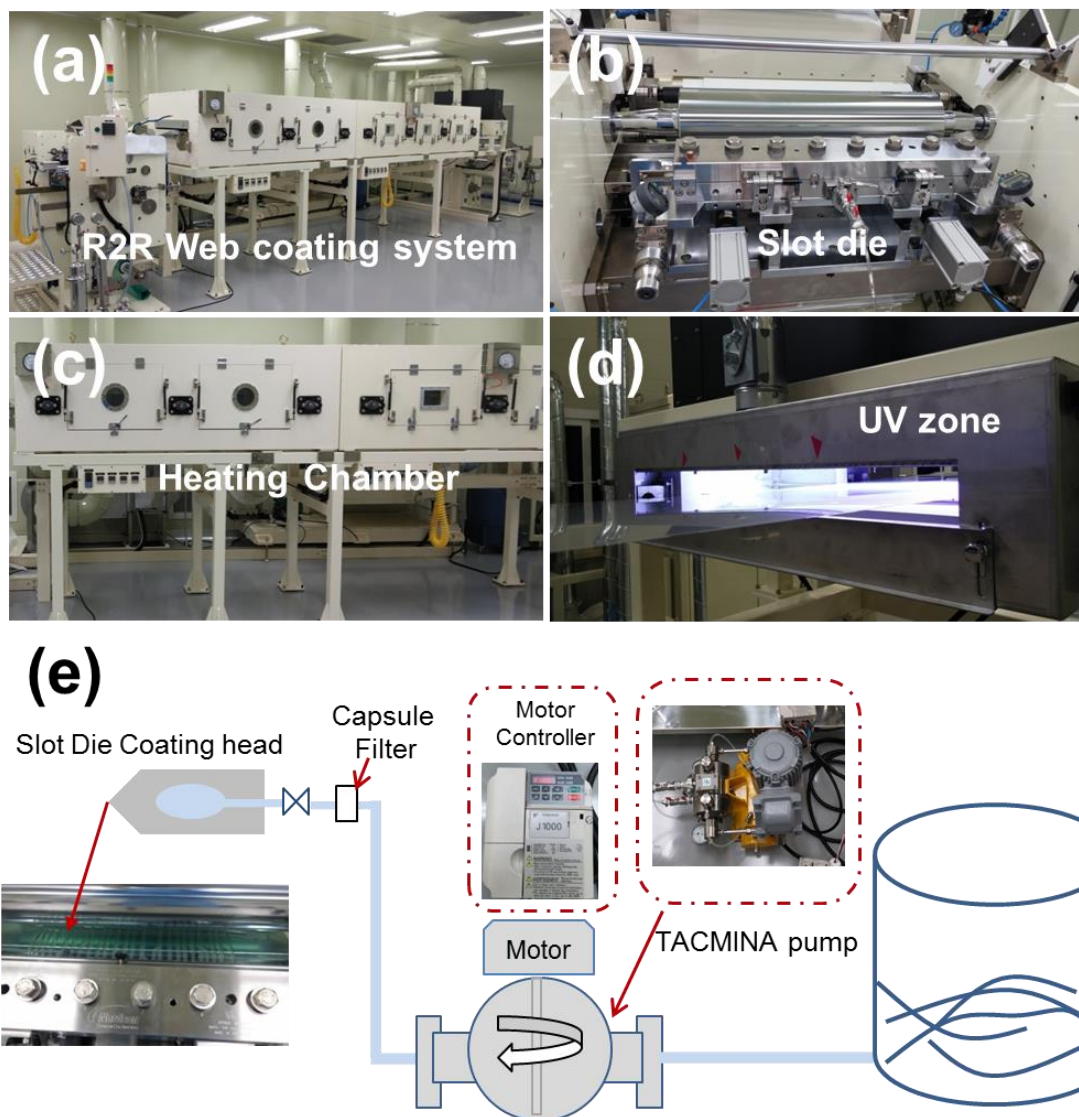 (a)
R2R Web coating system
(b)
Slot die
(c)
Heating Chamber
(d)
UV zone
(e)
Slot Die Coating head
Capsule
Filter
Motor
Controller
J1000
Motor
TACMINA pump